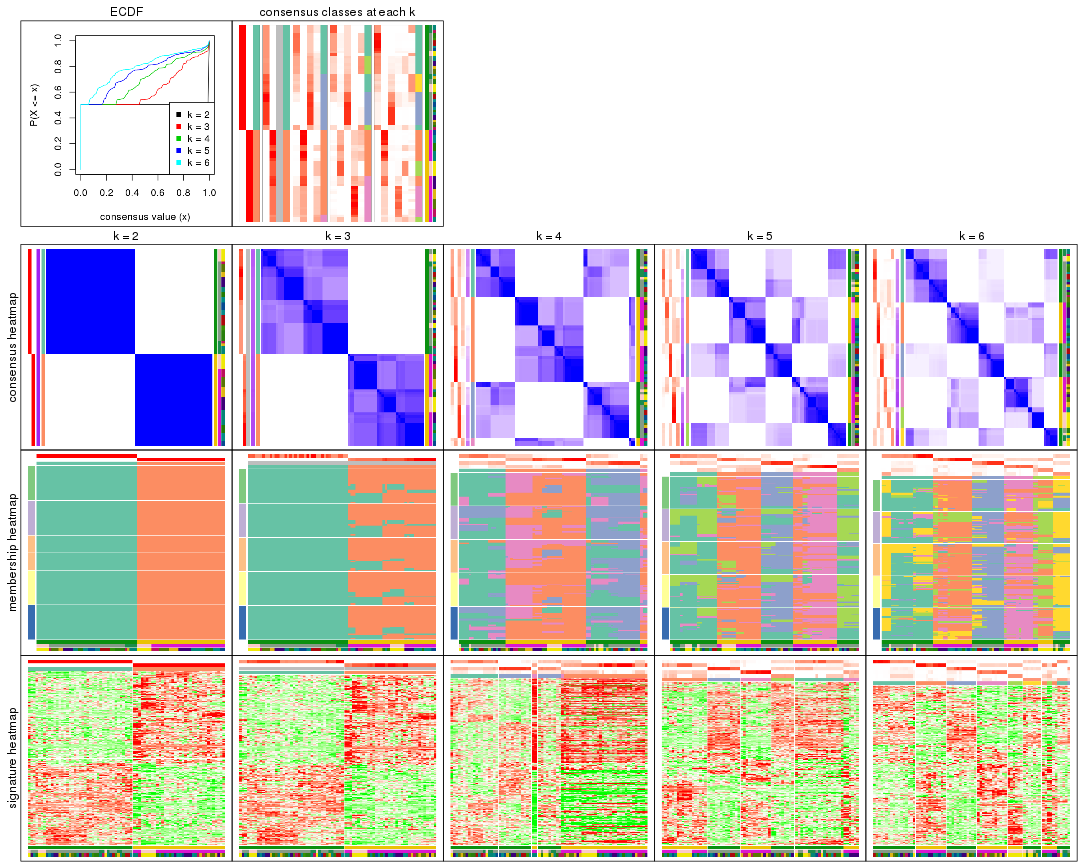 ECDF
consensus classes at each k
P(X <= x)
0.0 0.2 0.4 0.6 0.8 1.0
k = 2
k = 3
k = 4
k = 5
k = 6
0.0 0.2 0.4 0.6 0.8 1.0
consensus value (x)
k = 2
k = 3
k = 4
k = 5
k = 6
consensus heatmap
membership heatmap
signature heatmap